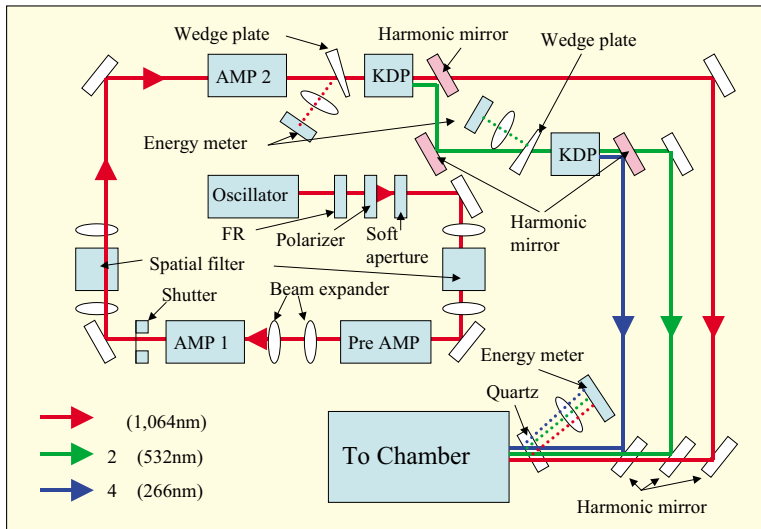 Wedge plate
Harmonic mirror
Wedge plate
AMP 2
KDP
Energy meter
KDP
Oscillator
FR
Polarizer
Soft
aperture
Harmonic
mirror
Spatial filter
Shutter
Beam expander
AMP 1
Pre AMP
Energy meter
Quartz
To Chamber
(1,064nm)
2 (532nm)
4 (266nm)
Harmonic mirror